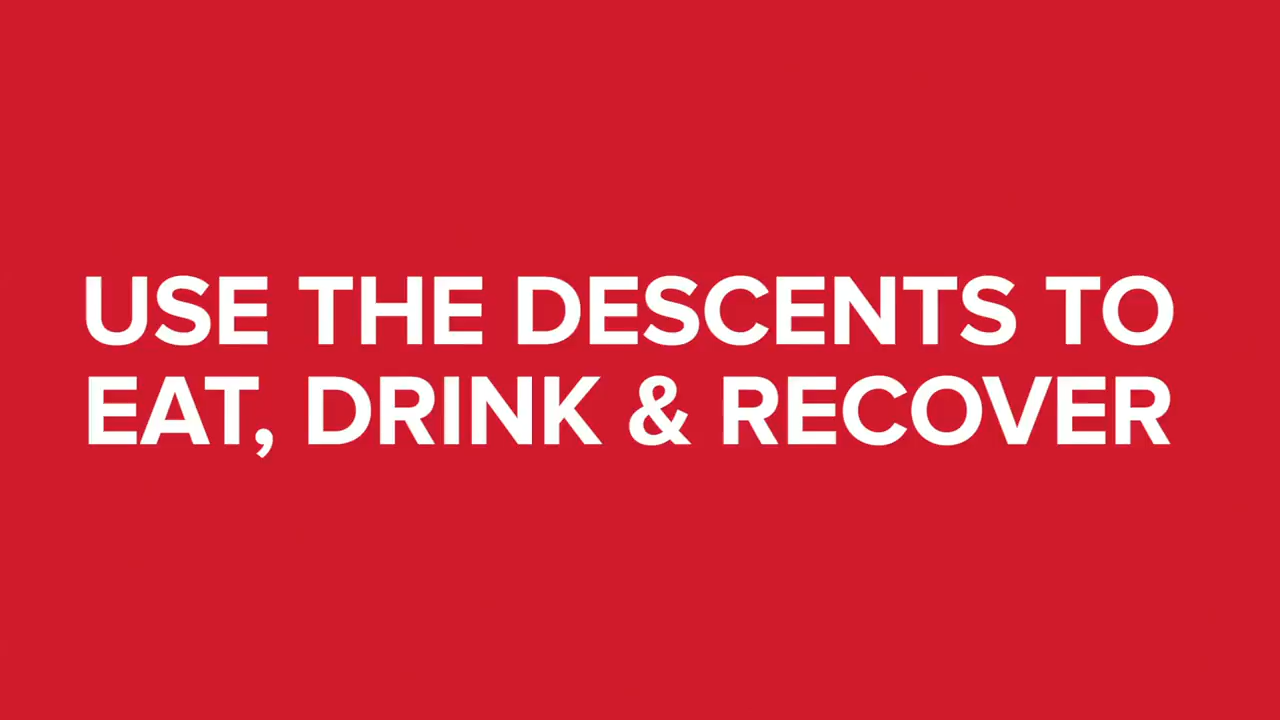 USE THE DESCENTS TO
EAT, DRINK & RECOVER